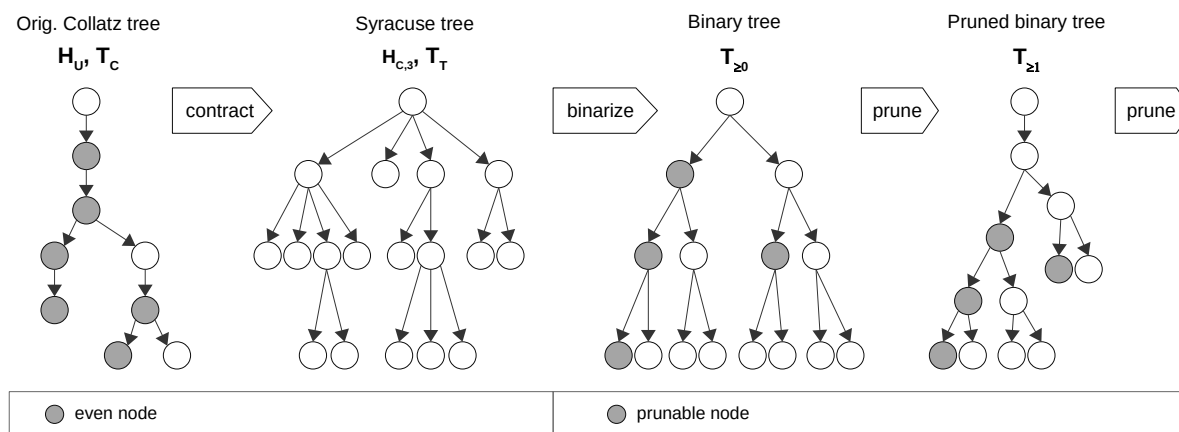 Orig. Collatz tree
Syracuse tree
Binary tree
Pruned binary tree
H_U, T_C
H_C,3, T_T
T_≥0
T_≥1
contract
binarize
prune
prune
even node
prunable node